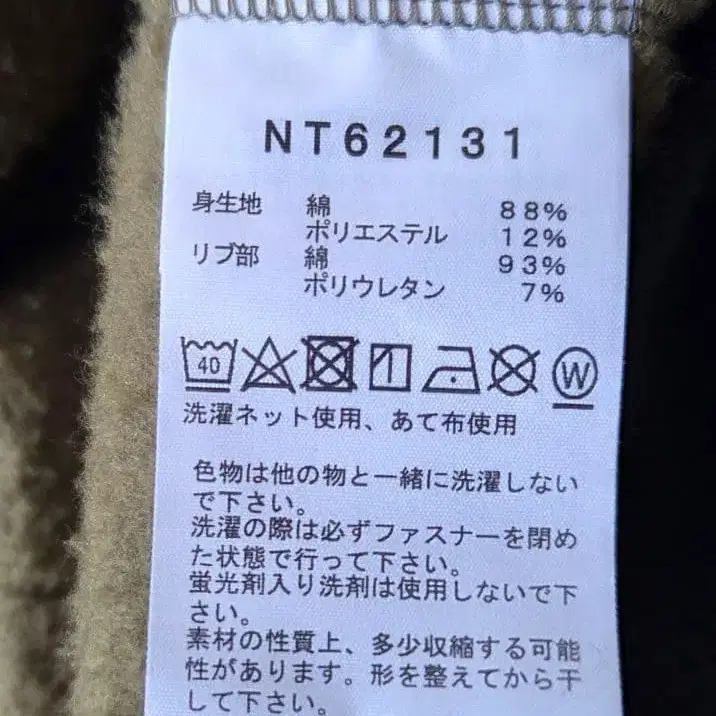 NT62131
身生地 綿 88%
ポリエステル 12%
リブ部 綿 93%
ポリウレタン 7%
40 W
洗濯ネット使用、あて布使用
色物は他の物と一緒に洗濯しない
で下さい。
洗濯の際は必ずファスナーを閉め
た状態で行って下さい。
蛍光剤入り洗剤は使用しないで下
さい。
素材の性質上、多少収縮する可能
性があります。形を整えてから干
して下さい。